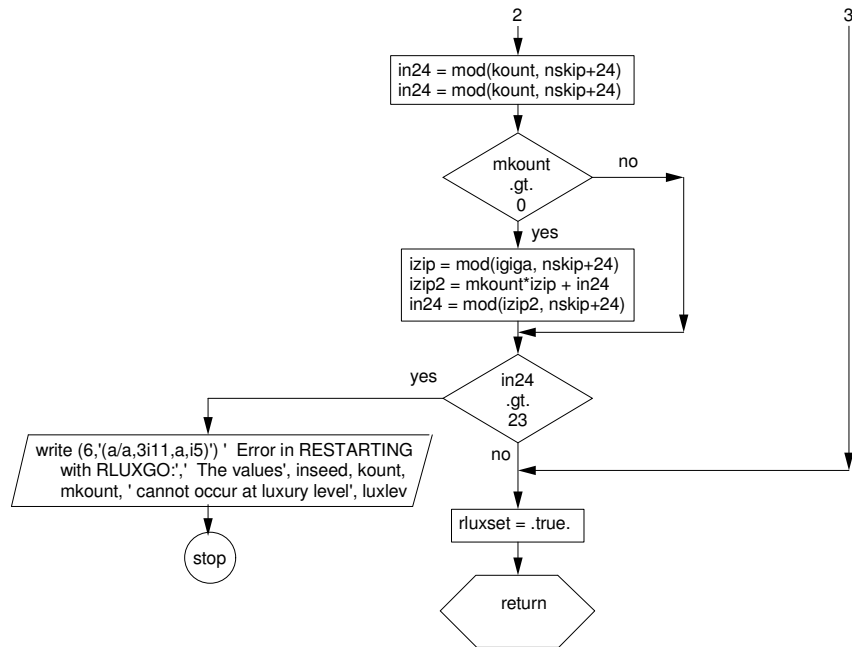 2
3
in24 = mod(kount, nskip+24)
in24 = mod(kount, nskip+24)
mkount
.gt.
0
no
yes
izip = mod(igiga, nskip+24)
izip2 = mkount*izip + in24
in24 = mod(izip2, nskip+24)
in24
.gt.
23
yes
no
write (6,'(a/a,3i11,a,i5)') '  Error in RESTARTING
with RLUXGO:','  The values', inseed, kount,
mkount, ' cannot occur at luxury level', luxlev
stop
rluxset = .true.
return